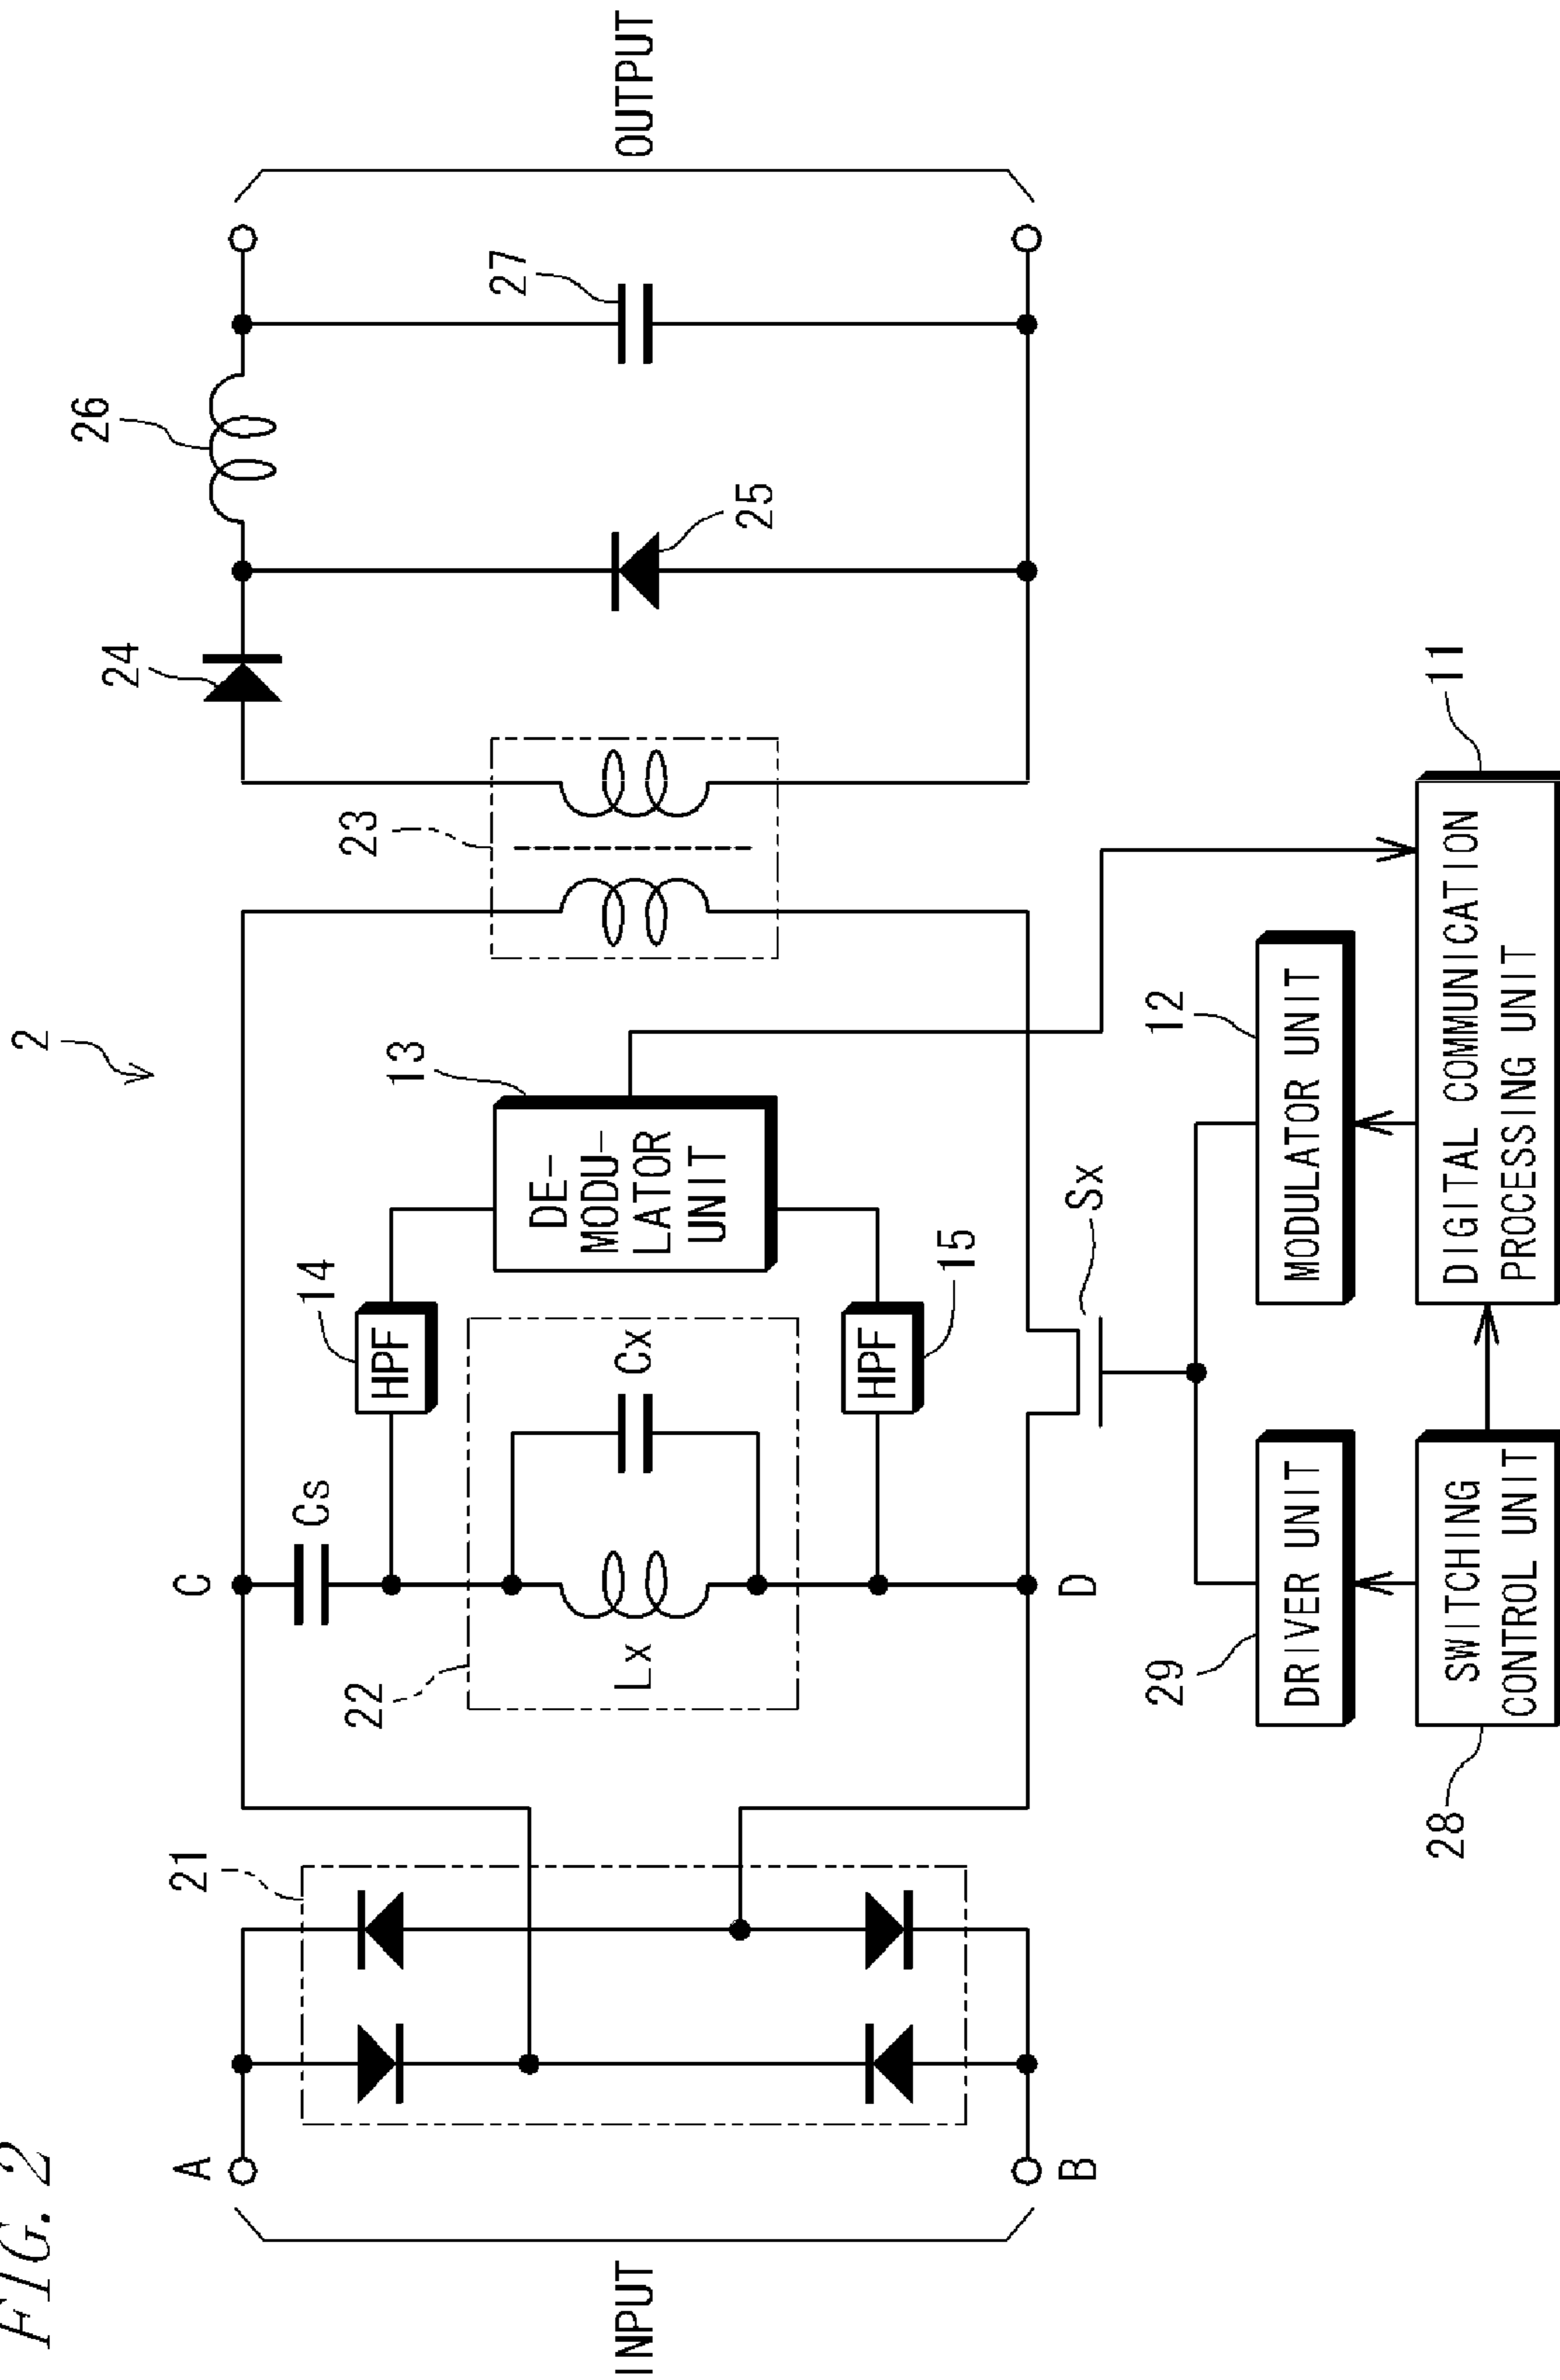 FIG. 2
2
INPUT
A
B
21
C
D
Cs
22
Lx
Cx
14
HPF
HPF
15
13
DE-
MODU-
LATOR
UNIT
23
24
25
26
27
OUTPUT
Sx
29
DRIVER UNIT
12
MODULATOR UNIT
28
SWITCHING
CONTROL UNIT
11
DIGITAL COMMUNICATION
PROCESSING UNIT